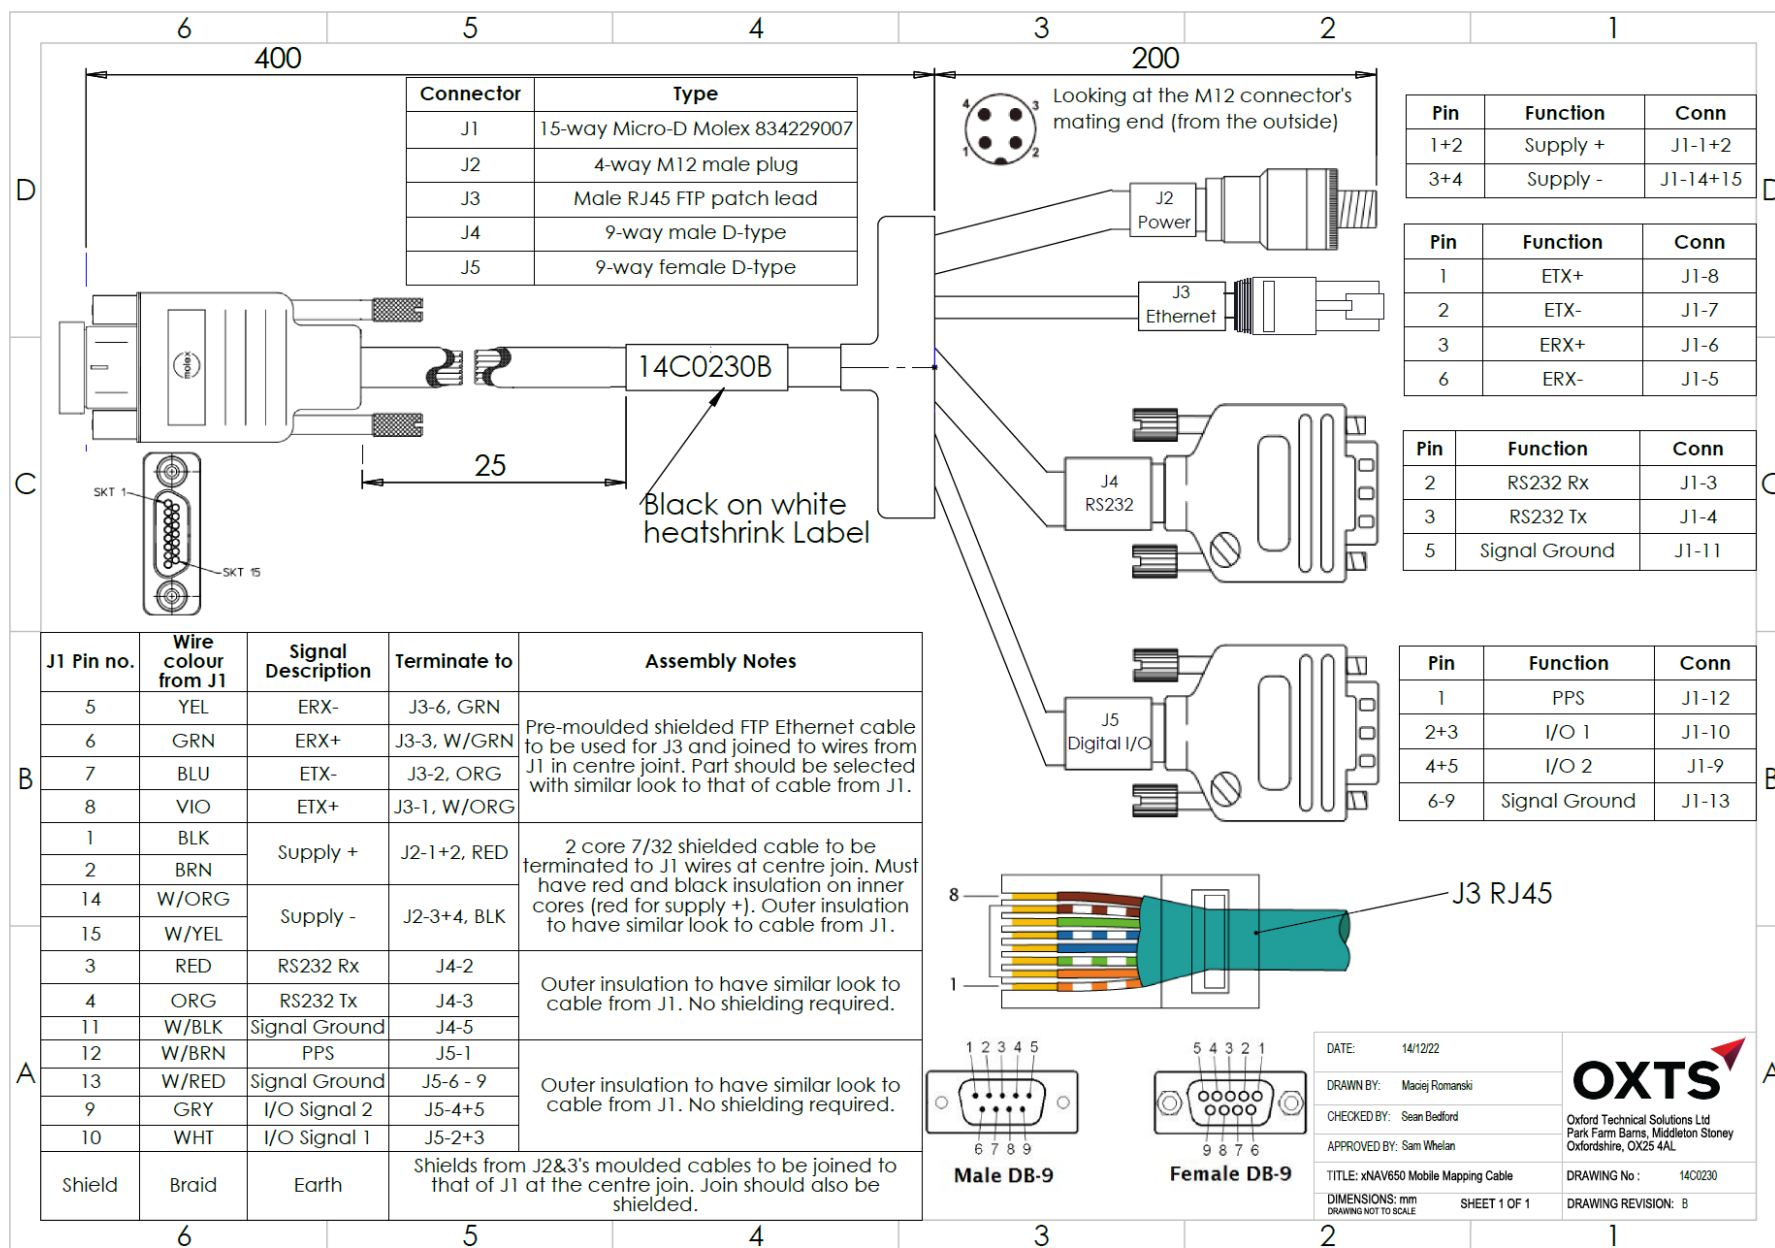 6 5 4 3 2 1
400 200
Connector Type
J1 15-way Micro-D Molex 834229007
J2 4-way M12 male plug
J3 Male RJ45 FTP patch lead
J4 9-way male D-type
J5 9-way female D-type
4 3
1 2
Looking at the M12 connector's
mating end (from the outside)
Pin Function Conn
1+2 Supply + J1-1+2
3+4 Supply - J1-14+15
D D
J2
Power
Pin Function Conn
1 ETX+ J1-8
2 ETX- J1-7
3 ERX+ J1-6
6 ERX- J1-5
J3
Ethernet
molex
14C0230B
25
Black on white
heatshrink Label
C C
SKT 1
SKT 15
J4
RS232
Pin Function Conn
2 RS232 Rx J1-3
3 RS232 Tx J1-4
5 Signal Ground J1-11
J5
Digital I/O
Pin Function Conn
1 PPS J1-12
2+3 I/O 1 J1-10
4+5 I/O 2 J1-9
6-9 Signal Ground J1-13
B B
J1 Pin no. Wire colour from J1 Signal Description Terminate to Assembly Notes
5 YEL ERX- J3-6, GRN
6 GRN ERX+ J3-3, W/GRN
7 BLU ETX- J3-2, ORG
8 VIO ETX+ J3-1, W/ORG
Pre-moulded shielded FTP Ethernet cable
to be used for J3 and joined to wires from
J1 in centre joint. Part should be selected
with similar look to that of cable from J1.
1 BLK
2 BRN
Supply + J2-1+2, RED
14 W/ORG
15 W/YEL
Supply - J2-3+4, BLK
2 core 7/32 shielded cable to be
terminated to J1 wires at centre join. Must
have red and black insulation on inner
cores (red for supply +). Outer insulation
to have similar look to cable from J1.
3 RED RS232 Rx J4-2
4 ORG RS232 Tx J4-3
11 W/BLK Signal Ground J4-5
Outer insulation to have similar look to
cable from J1. No shielding required.
12 W/BRN PPS J5-1
13 W/RED Signal Ground J5-6 - 9
9 GRY I/O Signal 2 J5-4+5
10 WHT I/O Signal 1 J5-2+3
Outer insulation to have similar look to
cable from J1. No shielding required.
Shield Braid Earth
Shields from J2&3's moulded cables to be joined to
that of J1 at the centre join. Join should also be
shielded.
A A
8
1
J3 RJ45
1 2 3 4 5
6 7 8 9
Male DB-9
5 4 3 2 1
9 8 7 6
Female DB-9
DATE: 14/12/22
DRAWN BY: Maciej Romanski
CHECKED BY: Sean Bedford
APPROVED BY: Sam Whelan
TITLE: xNAV650 Mobile Mapping Cable
DIMENSIONS: mm
DRAWING NOT TO SCALE
SHEET 1 OF 1
OXTS
Oxford Technical Solutions Ltd
Park Farm Barns, Middleton Stoney
Oxfordshire, OX25 4AL
DRAWING No : 14C0230
DRAWING REVISION: B
6 5 4 3 2 1